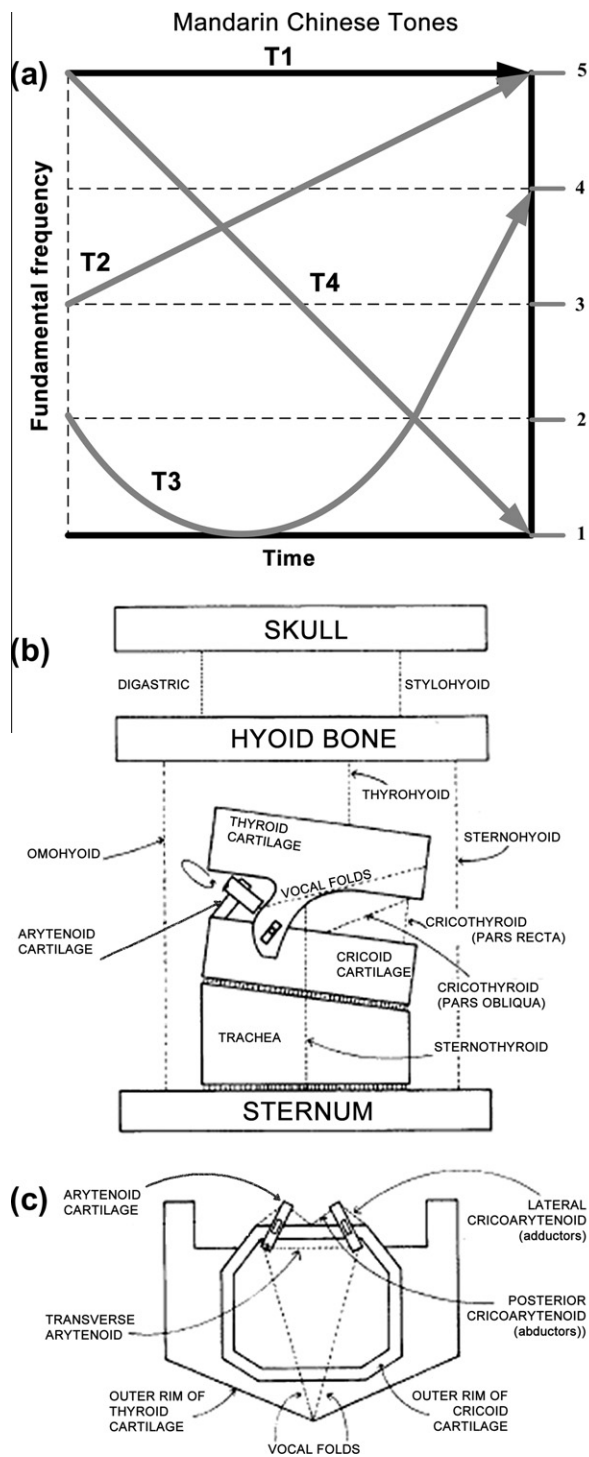 Mandarin Chinese Tones
(a)
T1
5
4
T2
T4
3
2
T3
1
Fundamental frequency
Time
(b)
SKULL
DIGASTRIC
STYLOHYOID
HYOID BONE
THYROHYOID
THYROID
CARTILAGE
STERNOHYOID
OMOHYOID
VOCAL FOLDS
ARYTENOID
CARTILAGE
CRICOTHYROID
(PARS RECTA)
CRICOID
CARTILAGE
CRICOTHYROID
(PARS OBLIQUA)
TRACHEA
STERNOTHYROID
STERNUM
(c)
ARYTENOID
CARTILAGE
LATERAL
CRICOARYTENOID
(adductors)
TRANSVERSE
ARYTENOID
POSTERIOR
CRICOARYTENOID
(abductors))
OUTER RIM OF
THYROID
CARTILAGE
OUTER RIM OF
CRICOID
CARTILAGE
VOCAL FOLDS